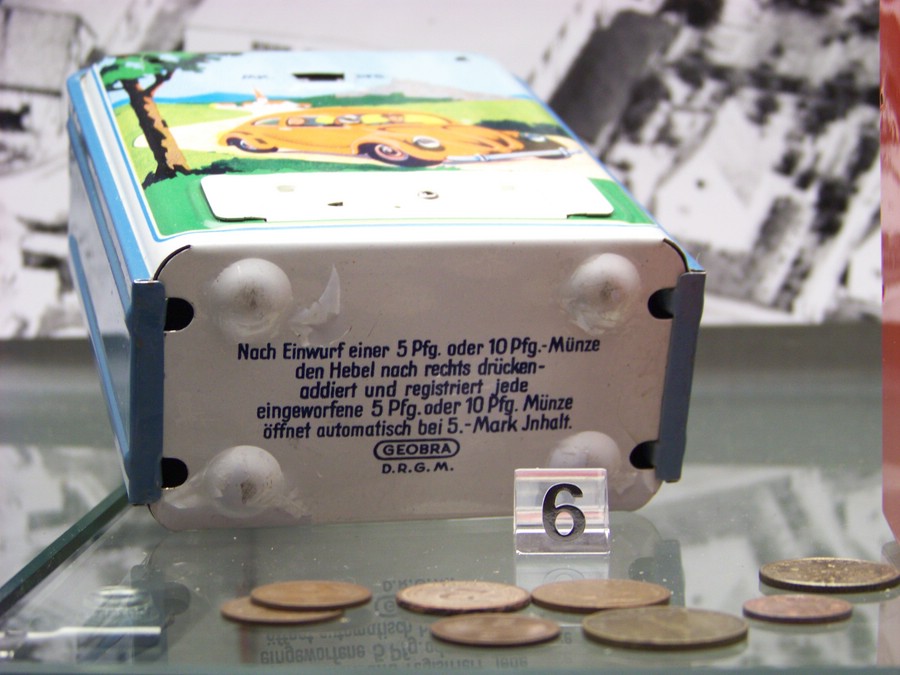 Nach Einwurf einer 5 Pfg. oder 10 Pfg.-Münze
den Hebel nach rechts drücken-
addiert und registriert jede
eingeworfene 5 Pfg. oder 10 Pfg. Münze
öffnet automatisch bei 5.-Mark Jnhalt.
GEOBRA
D.R.G.M.
6